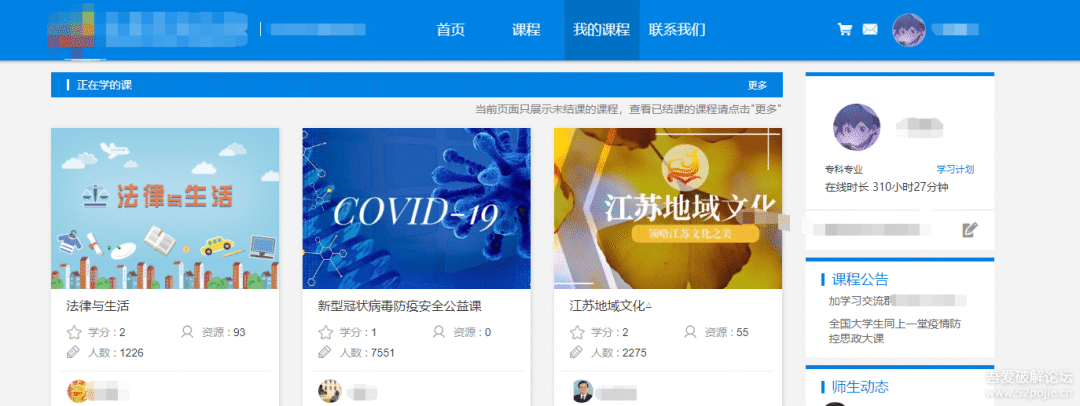 首页 课程 我的课程 联系我们
正在学的课 更多
当前页面只展示未结课的课程，查看已结课的课程请点击"更多"
法律与生活
COVID-19
江苏地域文化
领略江苏文化之美
法律与生活
学分：2 资源：93
人数：1226
新型冠状病毒防疫安全公益课
学分：1 资源：0
人数：7551
江苏地域文化△
学分：2 资源：55
人数：2275
专科专业 学习计划
在线时长 310小时27分钟
课程公告
加学习交流群
全国大学生同上一堂疫情防
控思政大课
师生动态
吾爱破解论坛
www.52pojie.cn